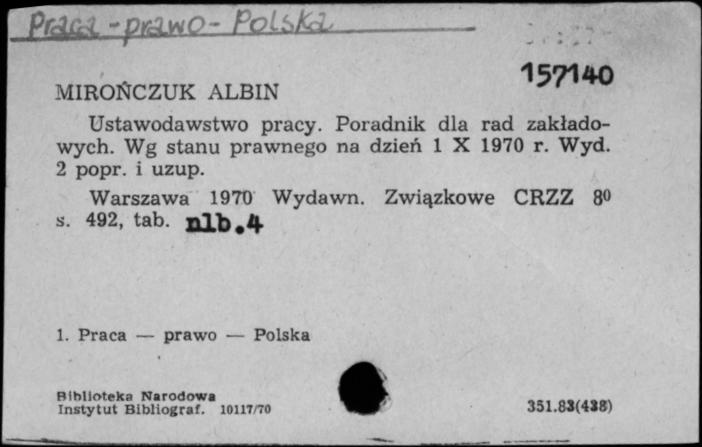 Praca - prawo - Polska
157140
MIROŃCZUK ALBIN
Ustawodawstwo pracy. Poradnik dla rad zakłado-
wych. Wg stanu prawnego na dzień 1 X 1970 r. Wyd.
2 popr. i uzup.
Warszawa 1970 Wydawn. Związkowe CRZZ 8⁰
s. 492, tab. nlb.4
1. Praca — prawo — Polska
Biblioteka Narodowa
Instytut Bibliograf. 10117/70
351.83(438)